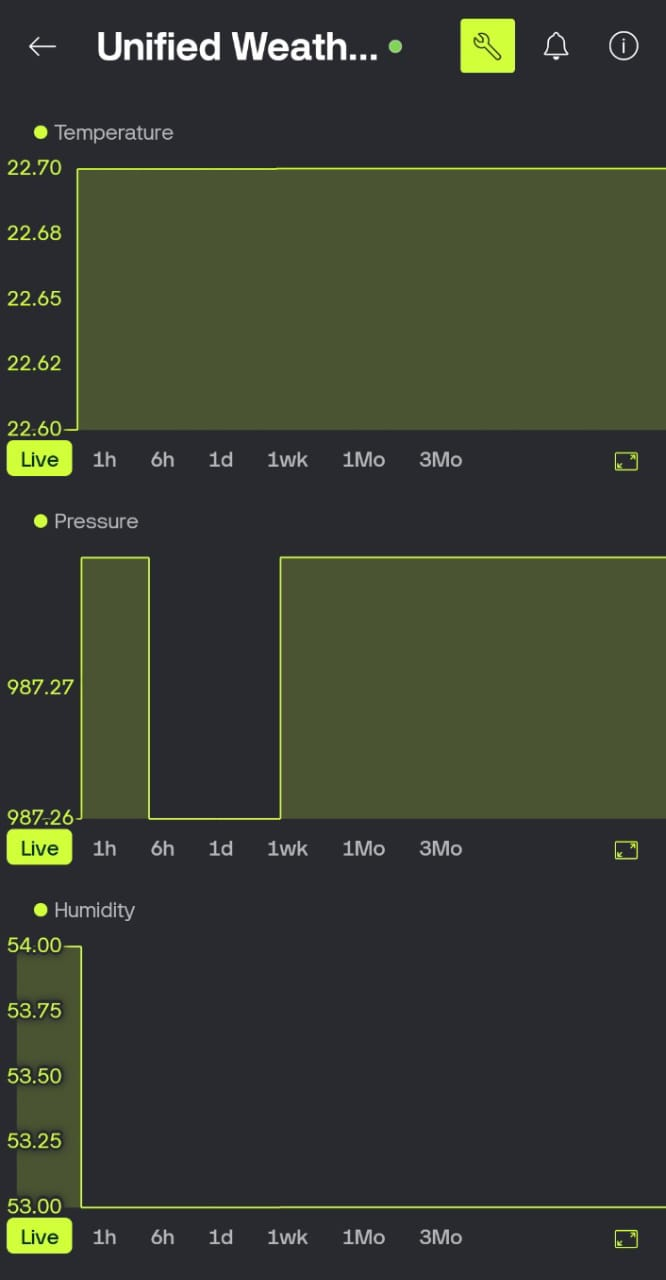 Unified Weath...
Temperature
22.70
22.68
22.65
22.62
22.60
Live 1h 6h 1d 1wk 1Mo 3Mo
Pressure
987.27
987.26
Live 1h 6h 1d 1wk 1Mo 3Mo
Humidity
54.00
53.75
53.50
53.25
53.00
Live 1h 6h 1d 1wk 1Mo 3Mo